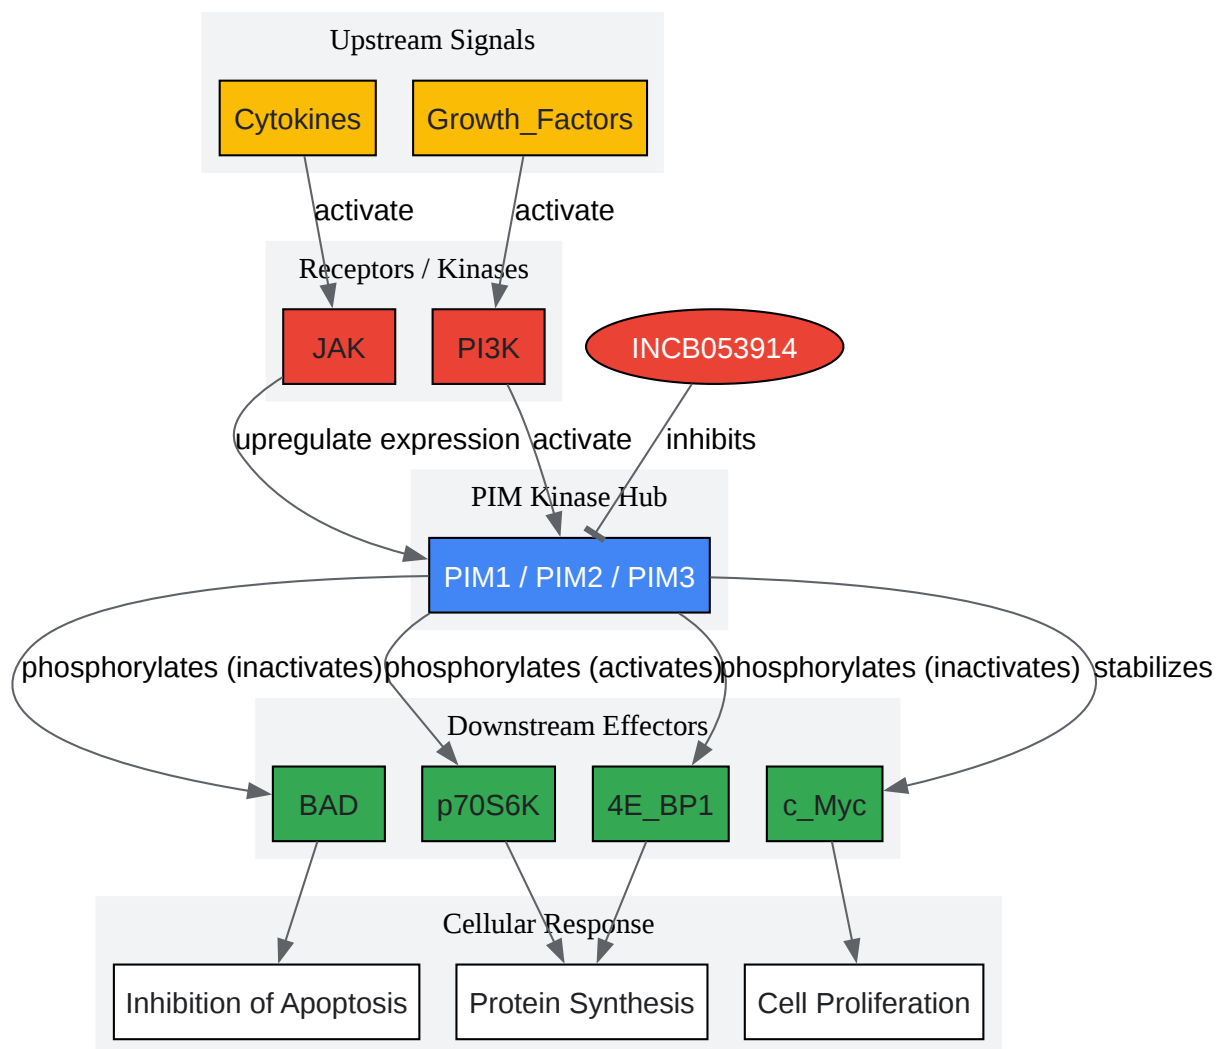 Upstream Signals
Cytokines
Growth_Factors
activate
activate
Receptors / Kinases
JAK
PI3K
INCB053914
upregulate expression
activate
inhibits
PIM Kinase Hub
PIM1 / PIM2 / PIM3
phosphorylates (inactivates)
phosphorylates (activates)
phosphorylates (inactivates)
stabilizes
Downstream Effectors
BAD
p70S6K
4E_BP1
c_Myc
Cellular Response
Inhibition of Apoptosis
Protein Synthesis
Cell Proliferation